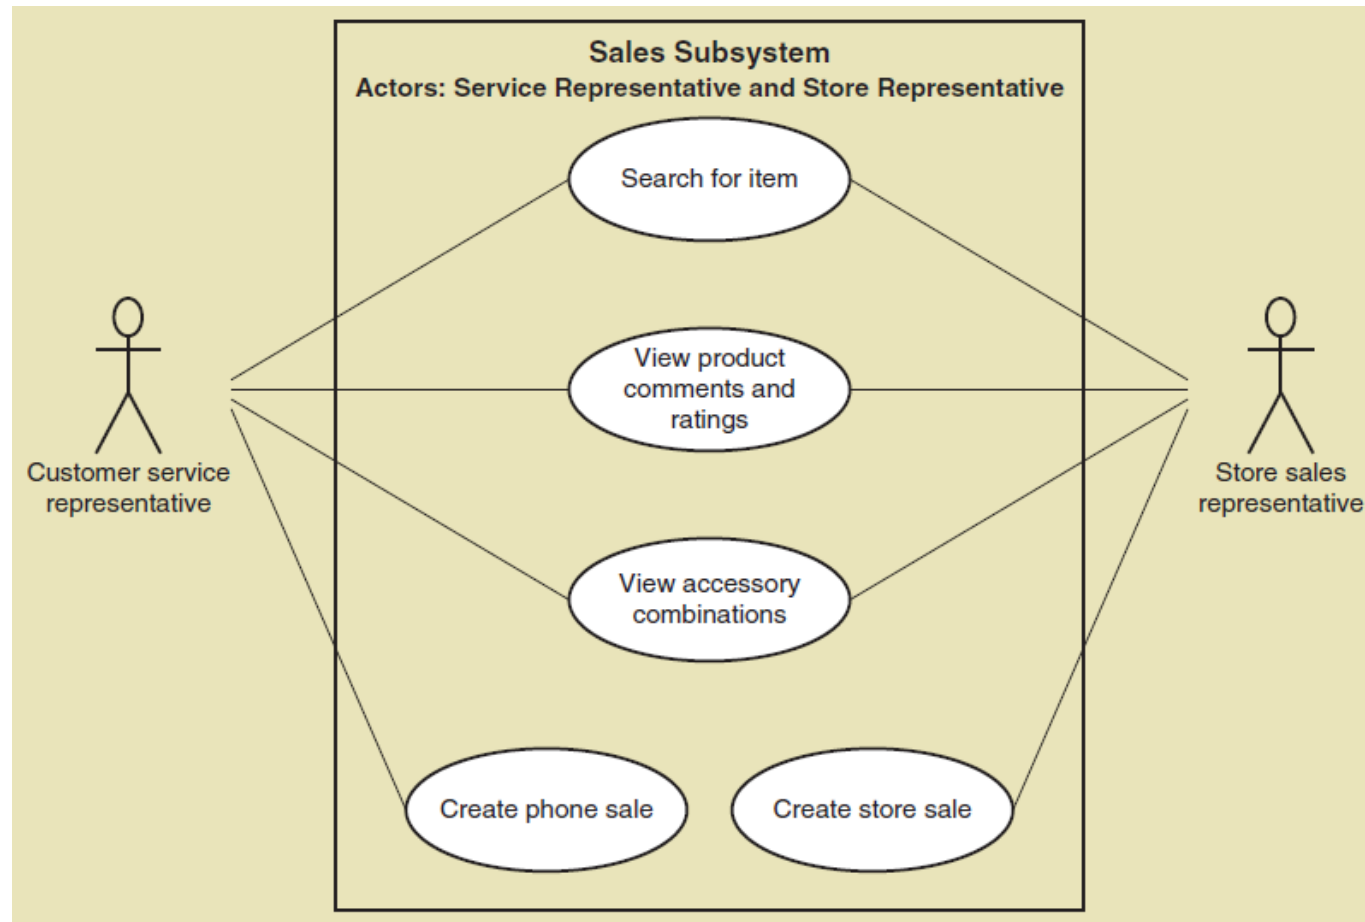 Sales Subsystem
Actors: Service Representative and Store Representative
Search for item
View product
comments and
ratings
Customer service
representative
Store sales
representative
View accessory
combinations
Create phone sale
Create store sale